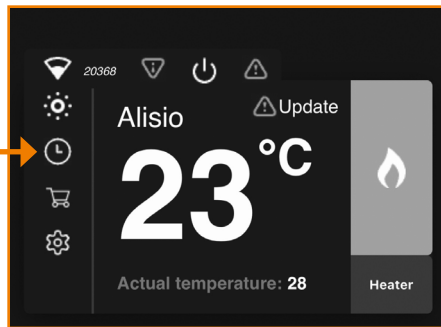 20368
Alisio
Update
23°C
Actual temperature: 28
Heater